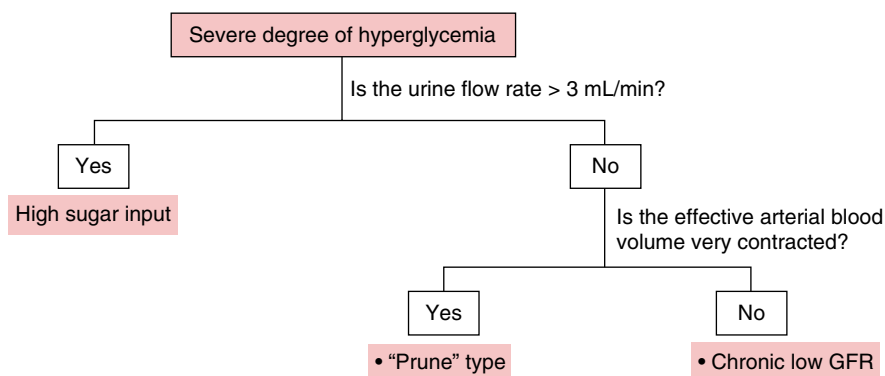 Severe degree of hyperglycemia
Is the urine flow rate > 3 mL/min?
Yes
No
High sugar input
Is the effective arterial blood
volume very contracted?
Yes
No
• “Prune” type
• Chronic low GFR